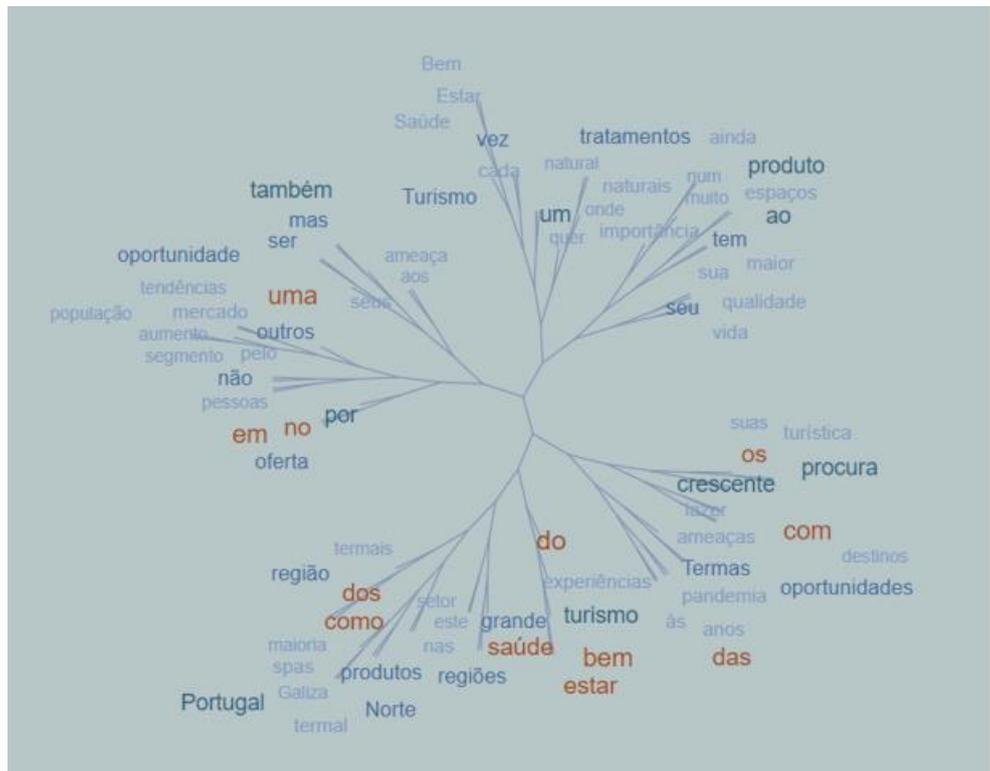 Bem
Estar
Saúde
vez
tratamentos ainda
cada natural produto
também Turismo naturais num espaços
mas um onde muito ao
ser quer importância tem
oportunidade ameaça sua maior
tendências uma aos seu qualidade
população mercado seus vida
aumento outros
segmento pelo
não
pessoas
em no por
oferta
suas turística
os procura
crescente
lazer
ameaças com
destinos
termais do Termas
região experiências oportunidades
dos setor pandemia
como este grande turismo às anos
maioria nas saúde bem das
spas produtos regiões estar
Portugal Galiza Norte
termal